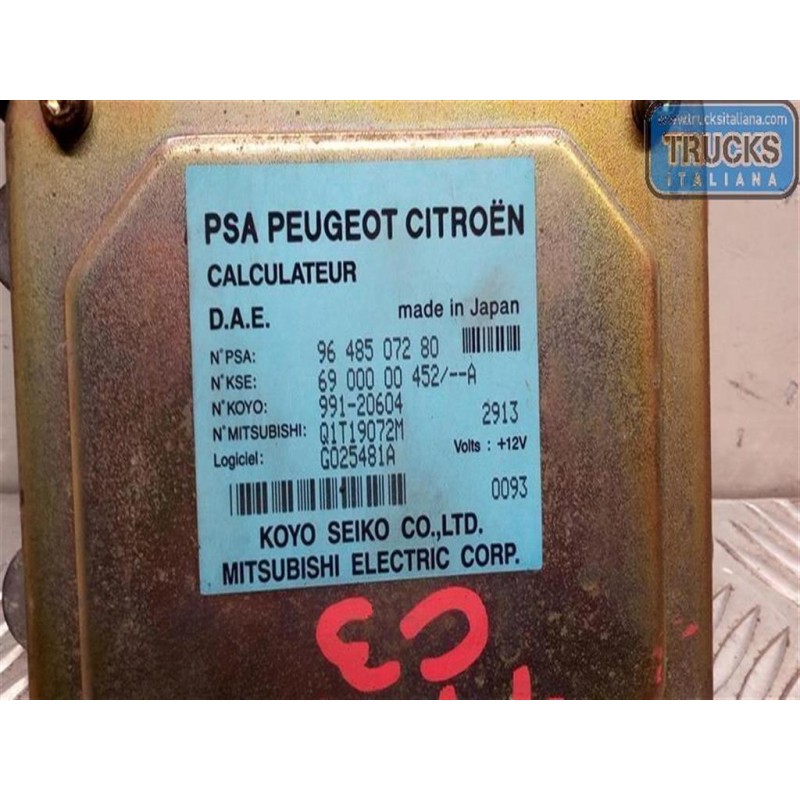 www.trucksitaliana.com
TRUCKS
iTALIANA
PSA PEUGEOT CITROËN
CALCULATEUR
D.A.E. made in Japan
N°PSA: 96 485 072 80
N°KSE: 69 000 00 452/--A
N°KOYO: 991-20604 2913
N°MITSUBISHI: Q1T19072M Volts : +12V
Logiciel: G025481A
0093
KOYO SEIKO CO.,LTD.
MITSUBISHI ELECTRIC CORP.
C3